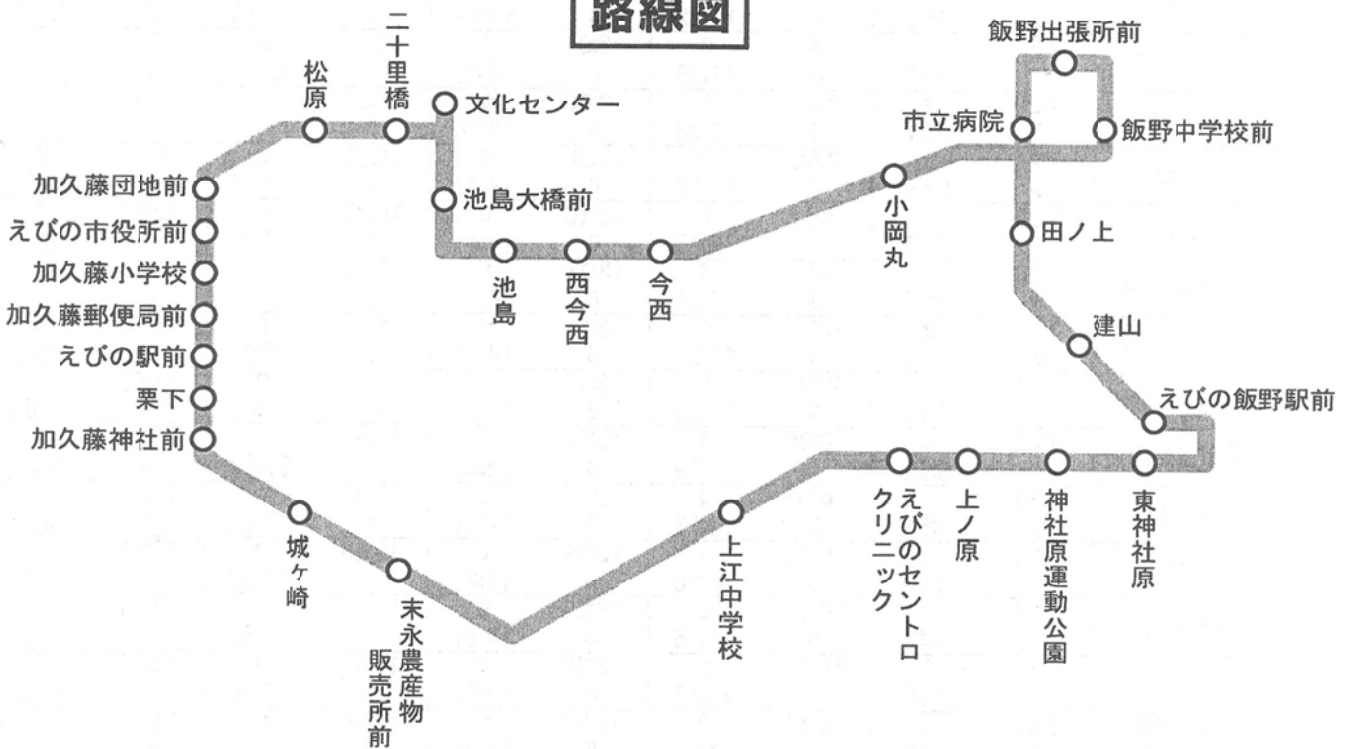 路線図
飯野出張所前
二十里橋
松原
文化センター
市立病院
飯野中学校前
加久藤団地前
池島大橋前
小岡丸
えびの市役所前
田ノ上
加久藤小学校
池島
西今西
今西
加久藤郵便局前
建山
えびの駅前
栗下
えびの飯野駅前
加久藤神社前
城ヶ崎
末永農産物
販売所前
上江中学校
えびのセントロ
クリニック
上ノ原
神社原運動公園
東神社原